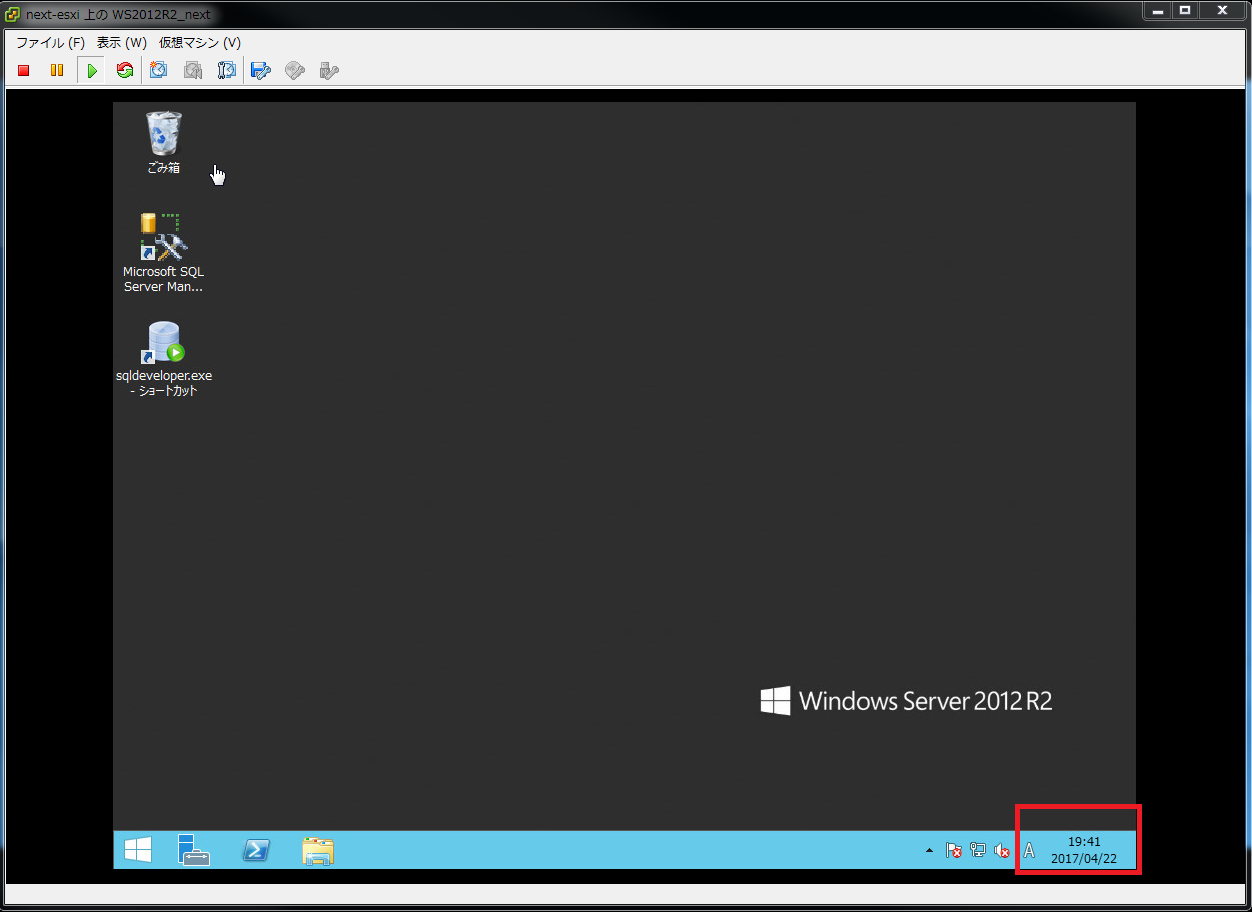 next-esxi 上の WS2012R2_next
ファイル (F) 表示 (W) 仮想マシン (V)
ごみ箱
Microsoft SQL
Server Man...
sqldeveloper.exe
- ショートカット
Windows Server 2012 R2
A
19:41
2017/04/22